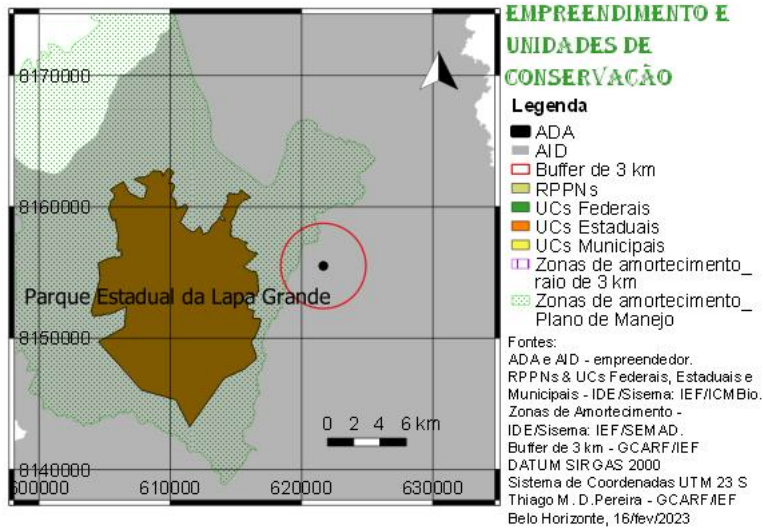 EMPREENDIMENTO E
UNIDADES DE
CONSERVAÇÃO
Legenda
ADA
AID
Buffer de 3 km
RPPNs
UCs Federais
UCs Estaduais
UCs Municipais
Zonas de amortecimento_
raio de 3 km
Zonas de amortecimento_
Plano de Manejo
Fontes:
ADA e AID - empreendedor.
RPPNs & UCs Federais, Estaduais e
Municipais - IDE/Sisema: IEF/ICMBio.
Zonas de Amortecimento -
IDE/Sisema: IEF/SEMAD.
Buffer de 3 km - GCARF/IEF
DATUM SIRGAS 2000
Sistema de Coordenadas UTM 23 S
Thiago M. D.Pereira - GCARF/IEF
Belo Horizonte, 16/fev/2023
8170000
8160000
Parque Estadual da Lapa Grande
8150000
0 2 4 6 km
8140000
600000 610000 620000 630000